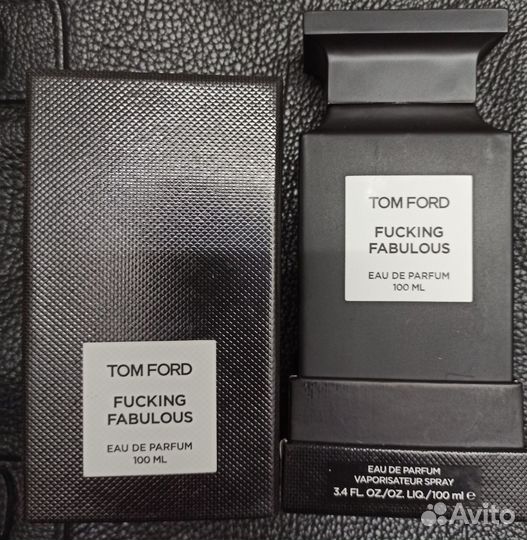 TOM FORD
FUCKING
FABULOUS
EAU DE PARFUM
100 ML
TOM FORD
FUCKING
FABULOUS
EAU DE PARFUM
100 ML
EAU DE PARFUM
VAPORISATEUR SPRAY
3.4 FL. OZ./OZ. LIQ./100 ml e
Avito